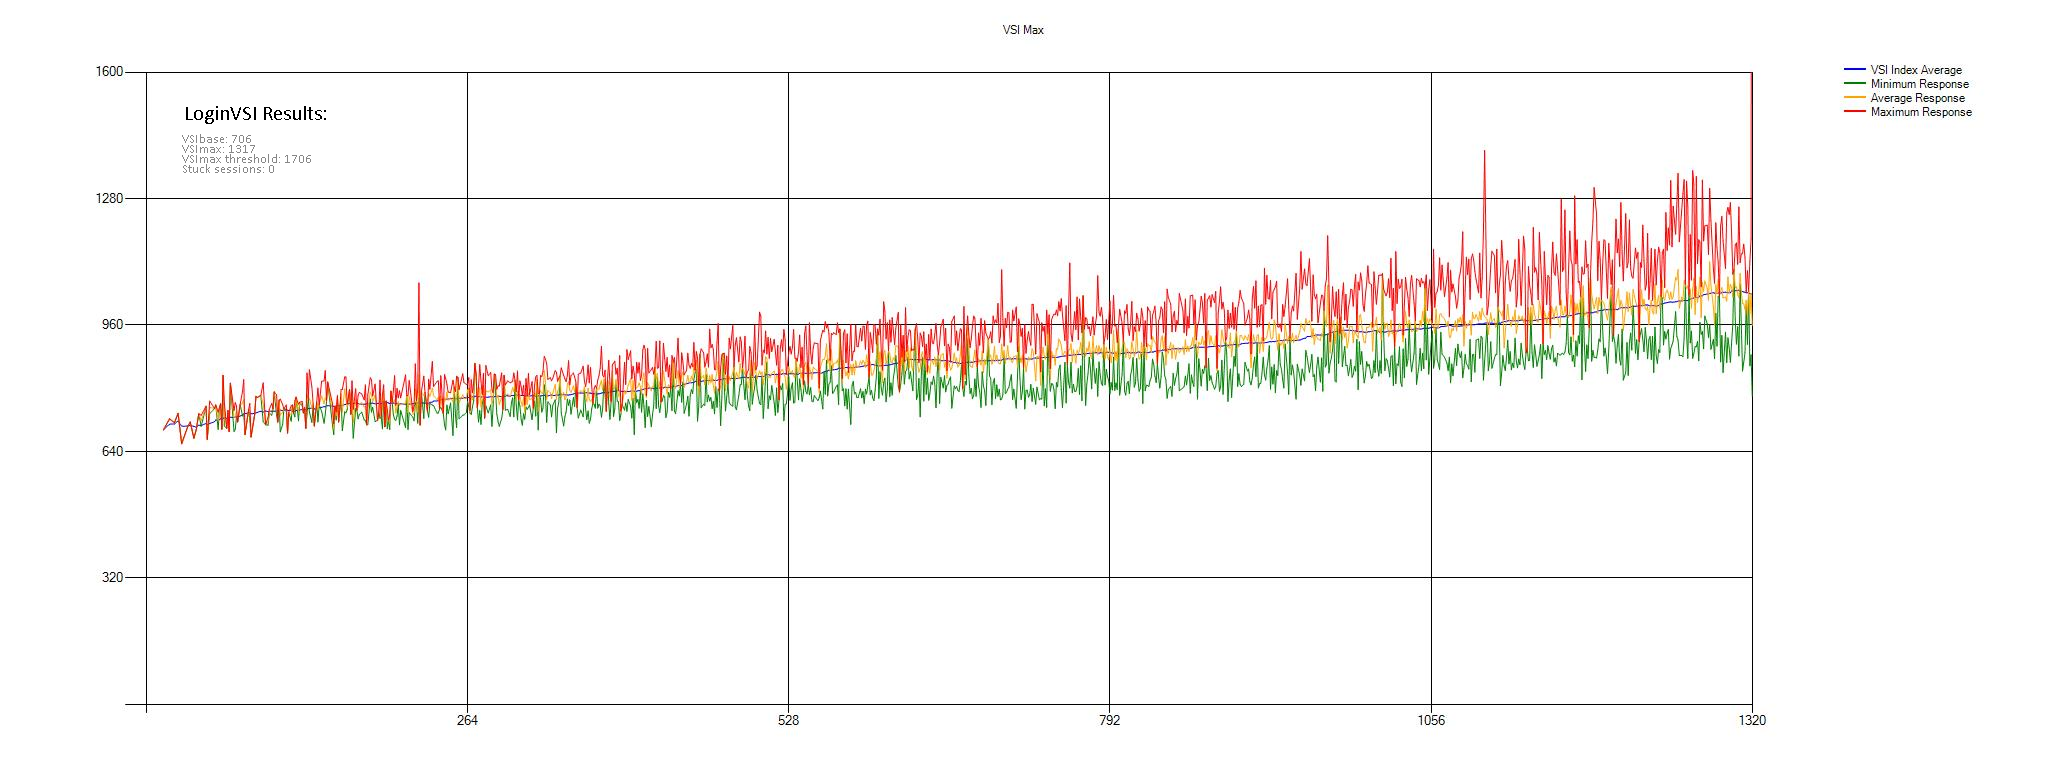 VSI Max
1600
1280
960
640
320
LoginVSI Results:
VSIbase: 706
VSImax: 1317
VSImax threshold: 1706
Stuck sessions: 0
VSI Index Average
Minimum Response
Average Response
Maximum Response
264
528
792
1056
1320